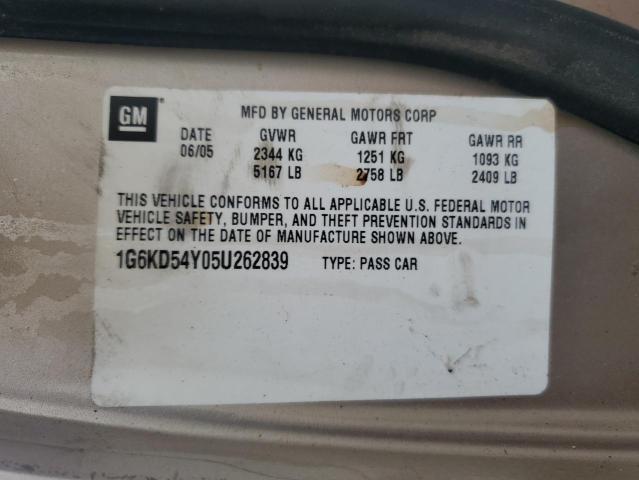 GM
MFD BY GENERAL MOTORS CORP
DATE GVWR GAWR FRT GAWR RR
06/05 2344 KG 1251 KG 1093 KG
5167 LB 2758 LB 2409 LB
THIS VEHICLE CONFORMS TO ALL APPLICABLE U.S. FEDERAL MOTOR
VEHICLE SAFETY, BUMPER, AND THEFT PREVENTION STANDARDS IN
EFFECT ON THE DATE OF MANUFACTURE SHOWN ABOVE.
1G6KD54Y05U262839 TYPE: PASS CAR